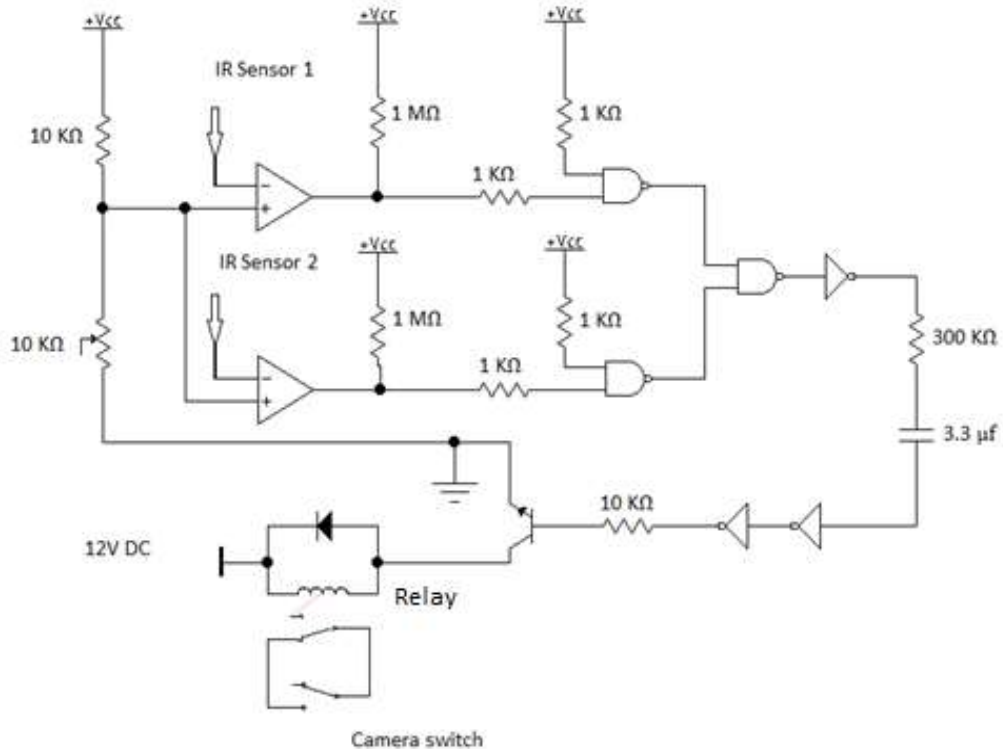 +Vcc
+Vcc
+Vcc
IR Sensor 1
10 KΩ
1 MΩ
1 KΩ
1 KΩ
−
+
IR Sensor 2
+Vcc
+Vcc
10 KΩ
1 MΩ
1 KΩ
300 KΩ
1 KΩ
−
+
3.3 µf
10 KΩ
12V DC
Relay
Camera switch